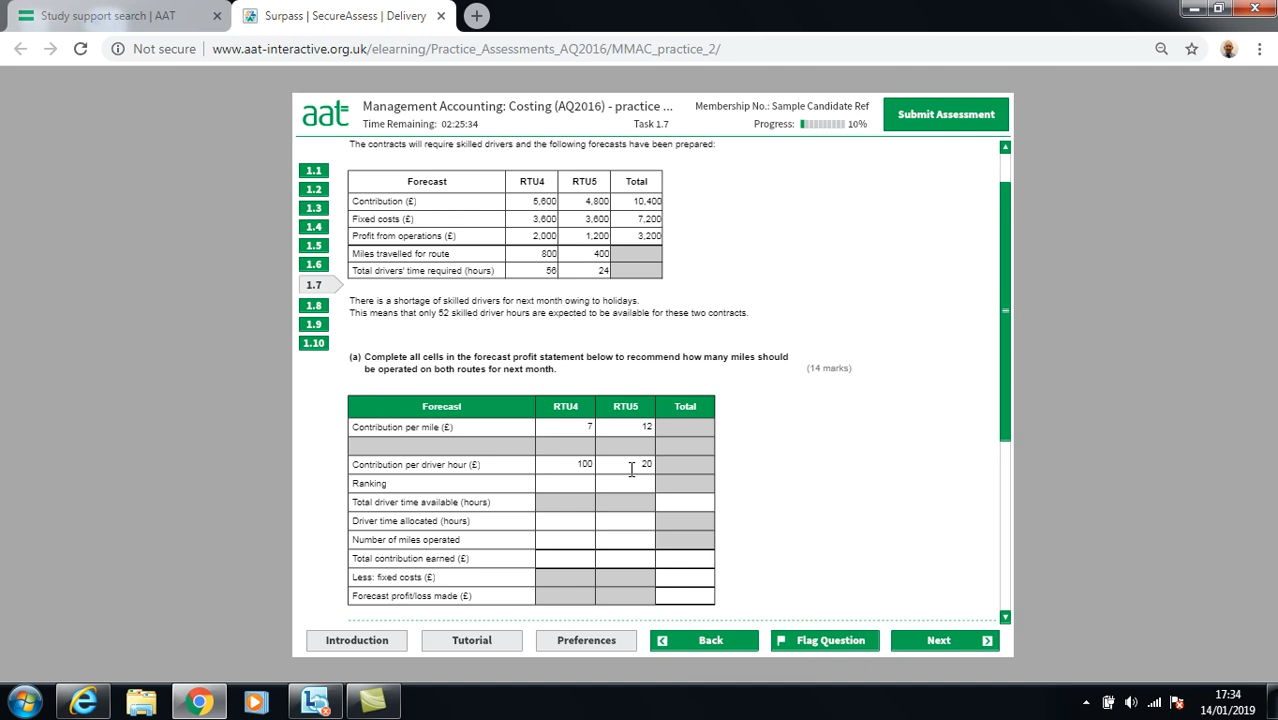 Study support search | AAT
Surpass | SecureAssess | Delivery
Not secure
www.aat-interactive.org.uk/elearning/Practice_Assessments_AQ2016/MMAC_practice_2/
aat
Management Accounting: Costing (AQ2016) - practice ...
Membership No.: Sample Candidate Ref
Submit Assessment
Time Remaining: 02:25:34
Task 1.7
Progress: 10%
The contracts will require skilled drivers and the following forecasts have been prepared:
1.1
1.2
1.3
1.4
1.5
1.6
1.7
1.8
1.9
1.10
Forecast RTU4 RTU5 Total
Contribution (£) 5,600 4,800 10,400
Fixed costs (£) 3,600 3,600 7,200
Profit from operations (£) 2,000 1,200 3,200
Miles travelled for route 800 400
Total drivers' time required (hours) 56 24
There is a shortage of skilled drivers for next month owing to holidays.
This means that only 52 skilled driver hours are expected to be available for these two contracts.
(a) Complete all cells in the forecast profit statement below to recommend how many miles should
be operated on both routes for next month.
(14 marks)
Forecast RTU4 RTU5 Total
Contribution per mile (£) 7 12
Contribution per driver hour (£) 100 20
Ranking
Total driver time available (hours)
Driver time allocated (hours)
Number of miles operated
Total contribution earned (£)
Less: fixed costs (£)
Forecast profit/loss made (£)
Introduction
Tutorial
Preferences
Back
Flag Question
Next
17:34
14/01/2019